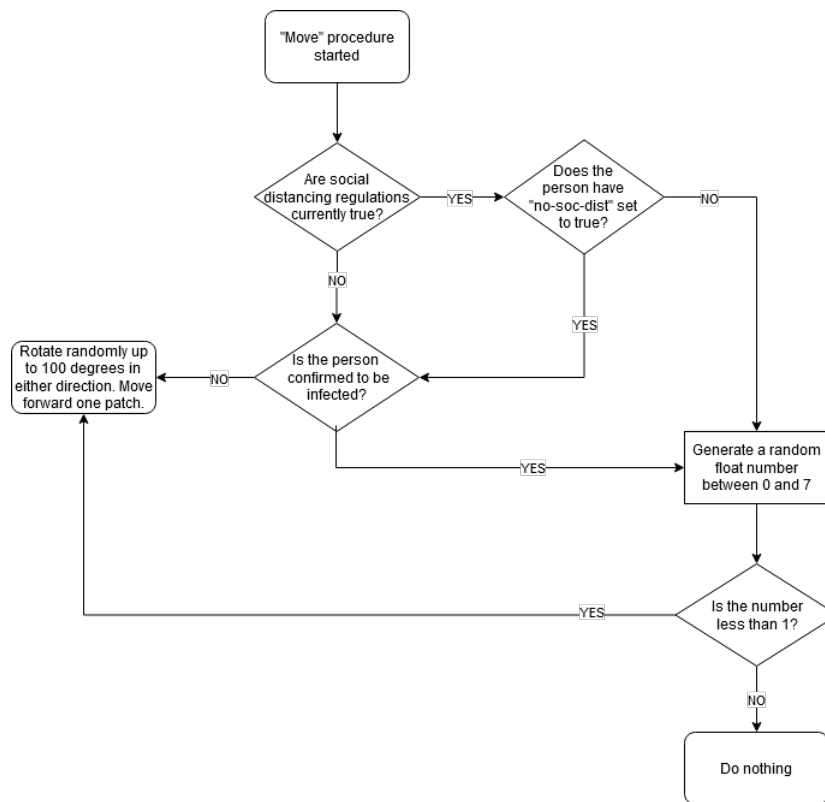 "Move" procedure
started
Are social
distancing regulations
currently true?
YES
Does the
person have
"no-soc-dist" set
to true?
NO
NO
YES
Rotate randomly up
to 100 degrees in
either direction. Move
forward one patch.
NO
Is the person
confirmed to be
infected?
YES
Generate a random
float number
between 0 and 7
YES
Is the number
less than 1?
NO
Do nothing